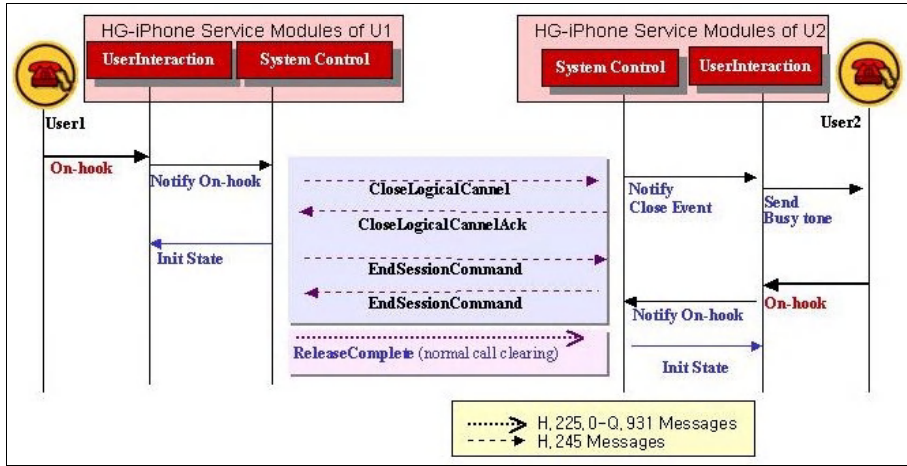 HG-iPhone Service Modules of U1
HG-iPhone Service Modules of U2
UserInteraction
System Control
System Control
UserInteraction
User1
User2
On-hook
Notify On-hook
CloseLogicalCannel
Notify
Close Event
Send
Busy tone
CloseLogicalCannelAck
Init State
EndSessionCommand
EndSessionCommand
On-hook
Notify On-hook
ReleaseComplete (normal call clearing)
Init State
H, 225, 0-Q, 931 Messages
H, 245 Messages